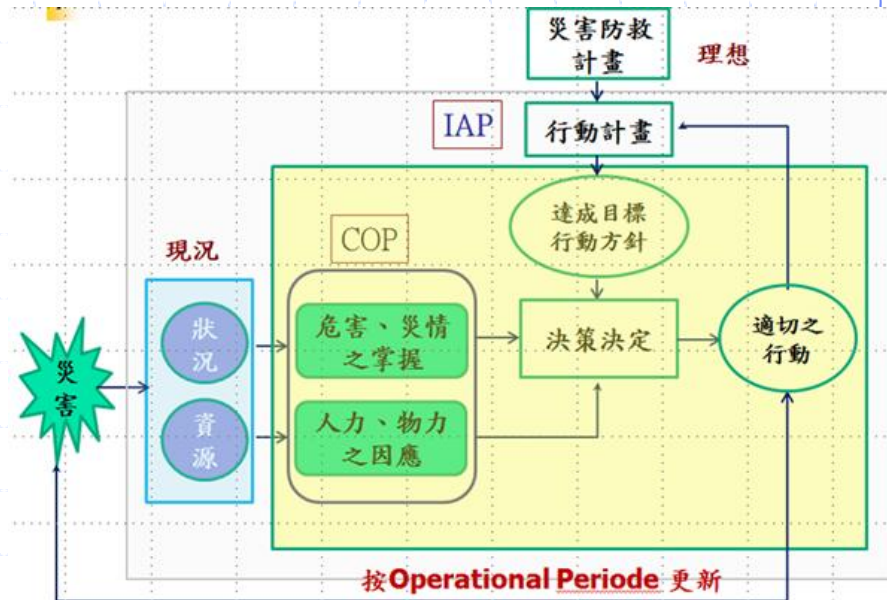 災害防救
計畫
理想
IAP
行動計畫
達成目標
行動方針
COP
現況
狀
況
危害、災情
之掌握
決策決定
適切之
行動
災
害
資
源
人力、物力
之因應
按Operational Periode 更新